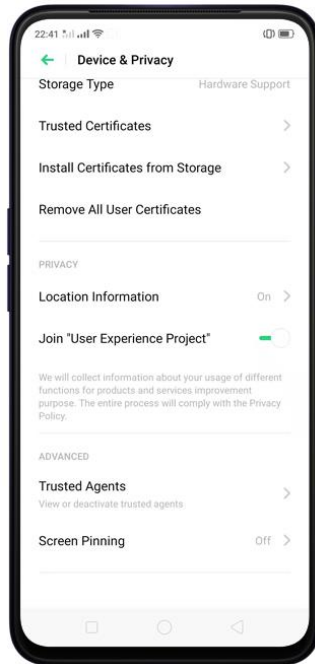 22:41
Device & Privacy
Storage Type Hardware Support
Trusted Certificates
Install Certificates from Storage
Remove All User Certificates
PRIVACY
Location Information On
Join "User Experience Project"
We will collect information about your usage of different
functions for products and services improvement
purpose. The entire process will comply with the Privacy
Policy.
ADVANCED
Trusted Agents
View or deactivate trusted agents
Screen Pinning Off